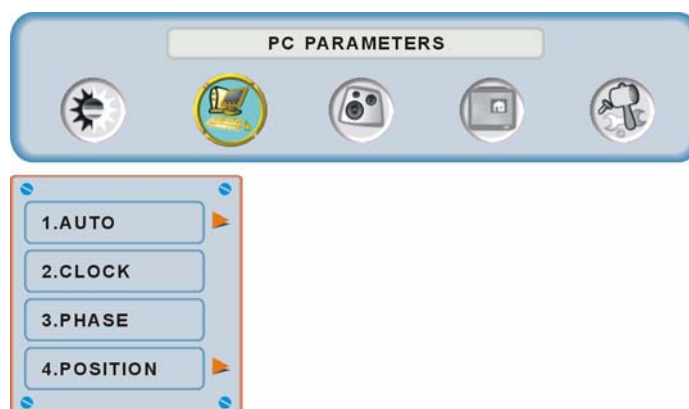 PC PARAMETERS
1.AUTO
2.CLOCK
3.PHASE
4.POSITION